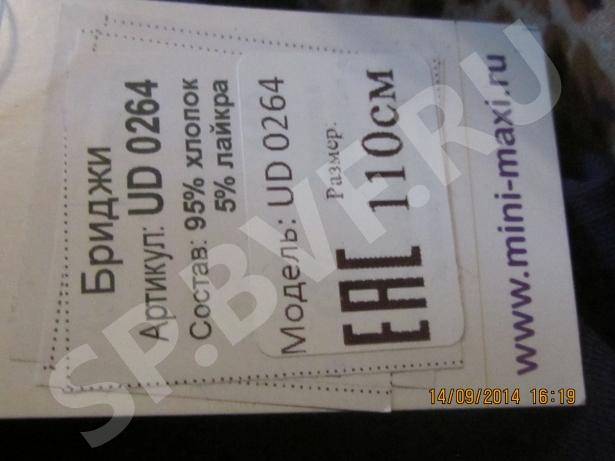 Бриджи
Артикул: UD 0264
Состав: 95% хлопок
5% лайкра
Модель: UD 0264
Размер:
EAC 110см
www.mini-maxi.ru
SP.BVF.RU
14/09/2014 16:19